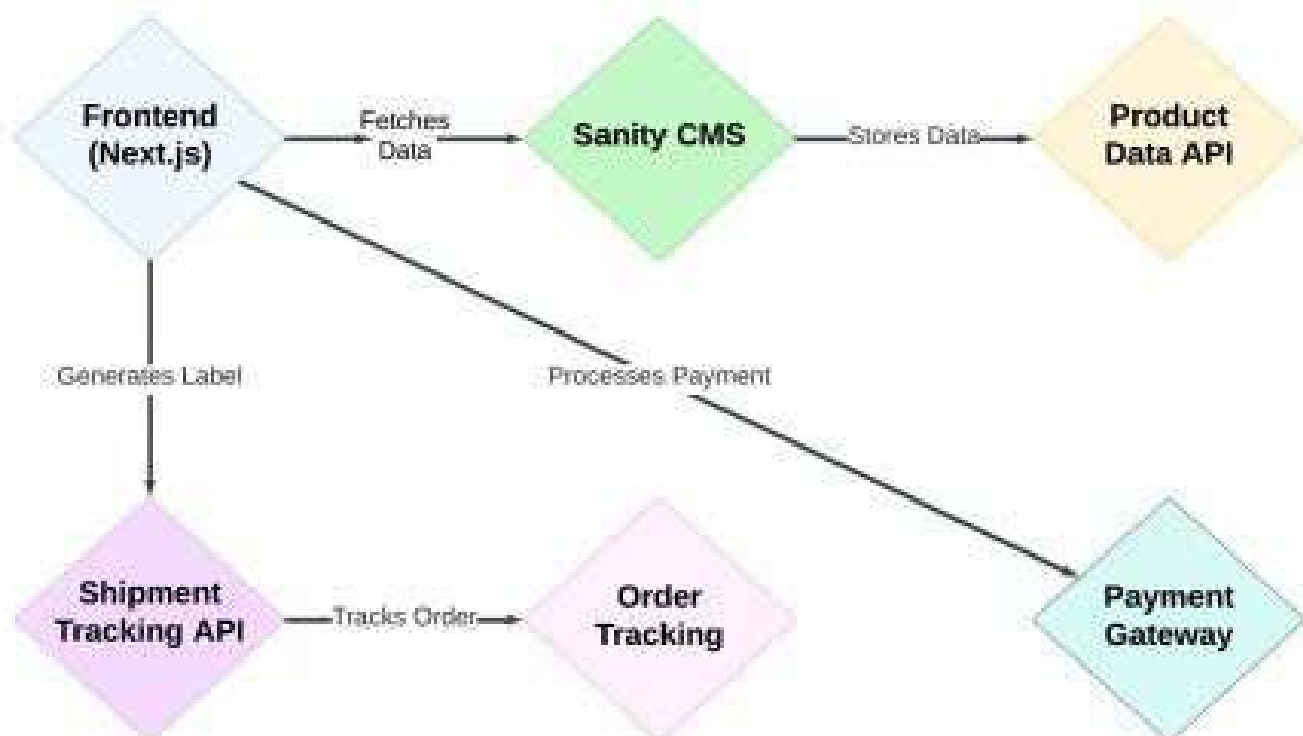 Frontend
(Next.js)
Fetches
Data
Sanity CMS
Stores Data
Product
Data API
Generates Label
Processes Payment
Shipment
Tracking API
Tracks Order
Order
Tracking
Payment
Gateway